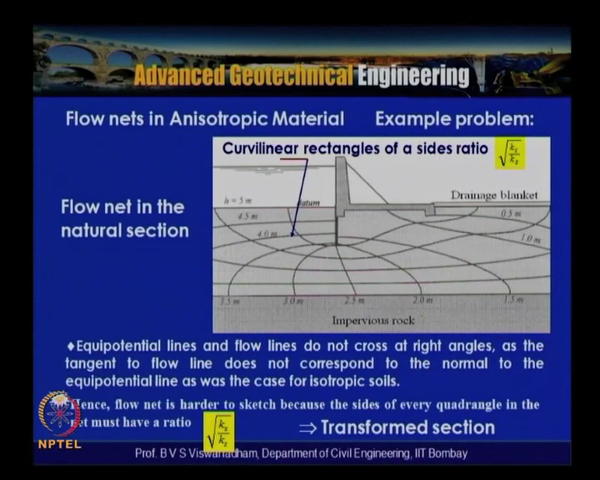 Advanced Geotechnical Engineering
Flow nets in Anisotropic Material Example problem:
Curvilinear rectangles of a sides ratio √(kx/kz)
Flow net in the
natural section
h = 5 m
datum
Drainage blanket
4.5 m
0.5 m
4.0 m
1.0 m
3.5 m 3.0 m 2.5 m 2.0 m 1.5 m
Impervious rock
♦Equipotential lines and flow lines do not cross at right angles, as the
tangent to flow line does not correspond to the normal to the
equipotential line as was the case for isotropic soils.
Hence, flow net is harder to sketch because the sides of every quadrangle in the
net must have a ratio √(kx/kz) ⇒ Transformed section
NPTEL
Prof. B V S Viswanadham, Department of Civil Engineering, IIT Bombay